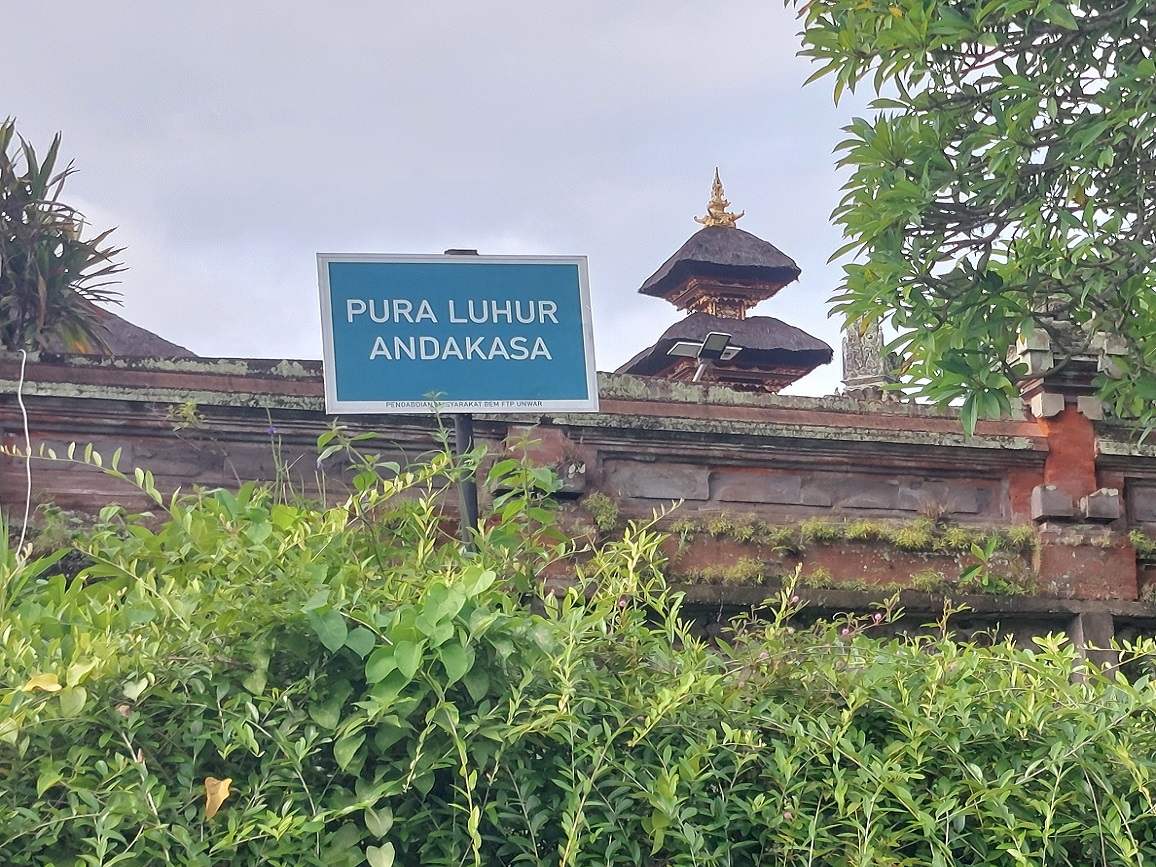 PURA LUHUR
ANDAKASA
PENGABDIAN MASYARAKAT BEM FTP UNWAR